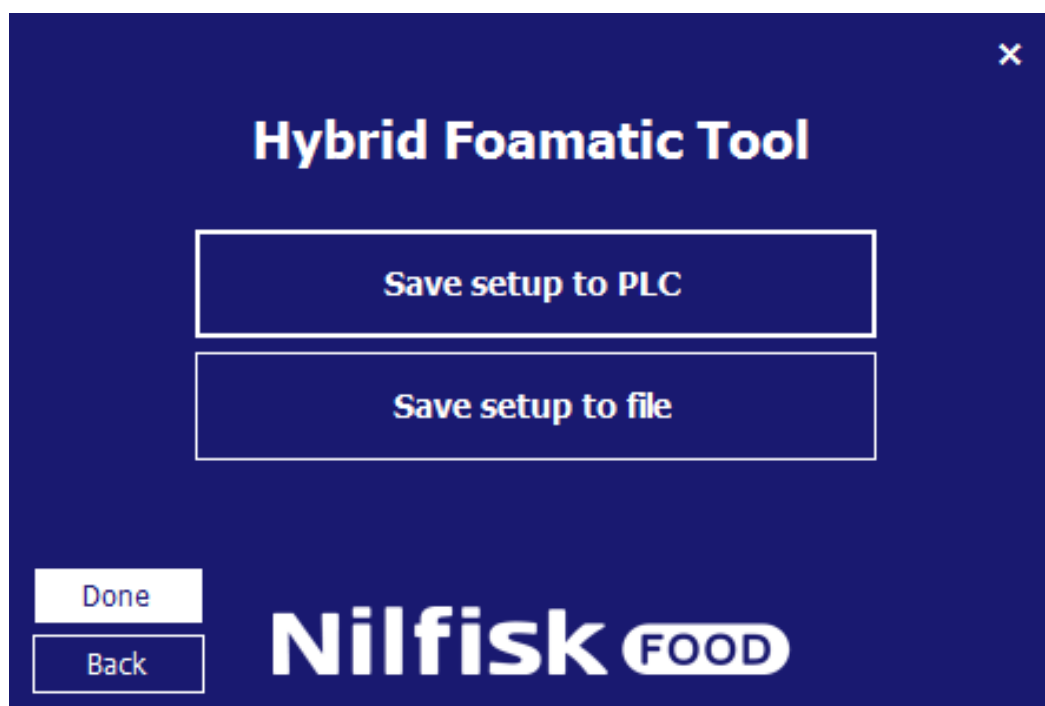 ×
Hybrid Foamatic Tool
Save setup to PLC
Save setup to file
Done
Back
Nilfisk FOOD